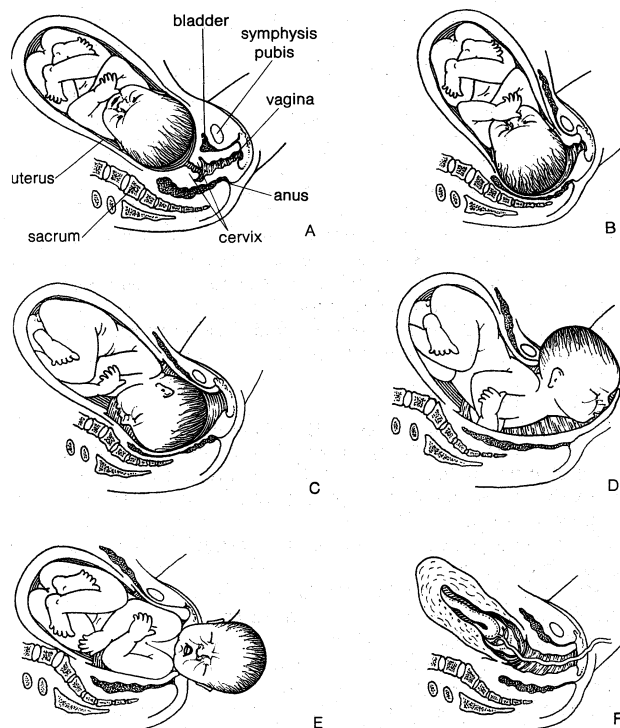 bladder
symphysis
pubis
vagina
uterus
anus
sacrum
cervix
A
B
C
D
E
F